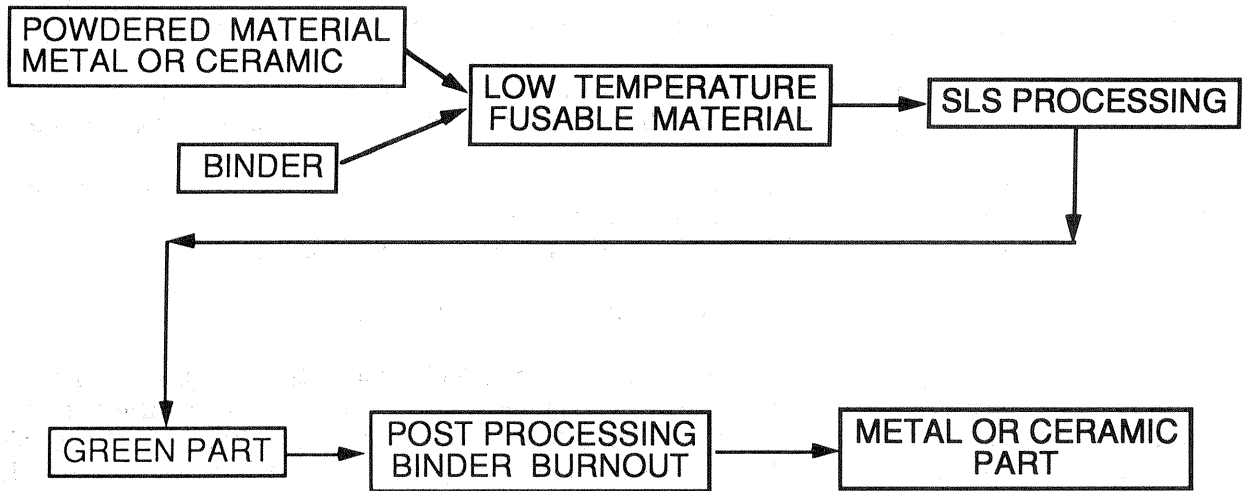 POWDERED MATERIAL
METAL OR CERAMIC
LOW TEMPERATURE
FUSABLE MATERIAL
SLS PROCESSING
BINDER
GREEN PART
POST PROCESSING
BINDER BURNOUT
METAL OR CERAMIC
PART